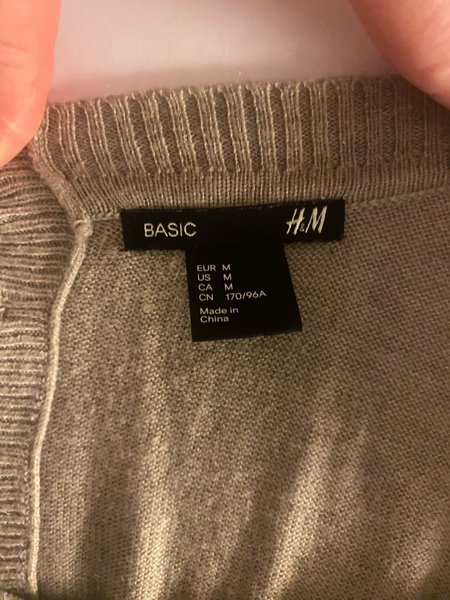 BASIC H&M
EUR M
US M
CA M
CN 170/96A
Made in
China